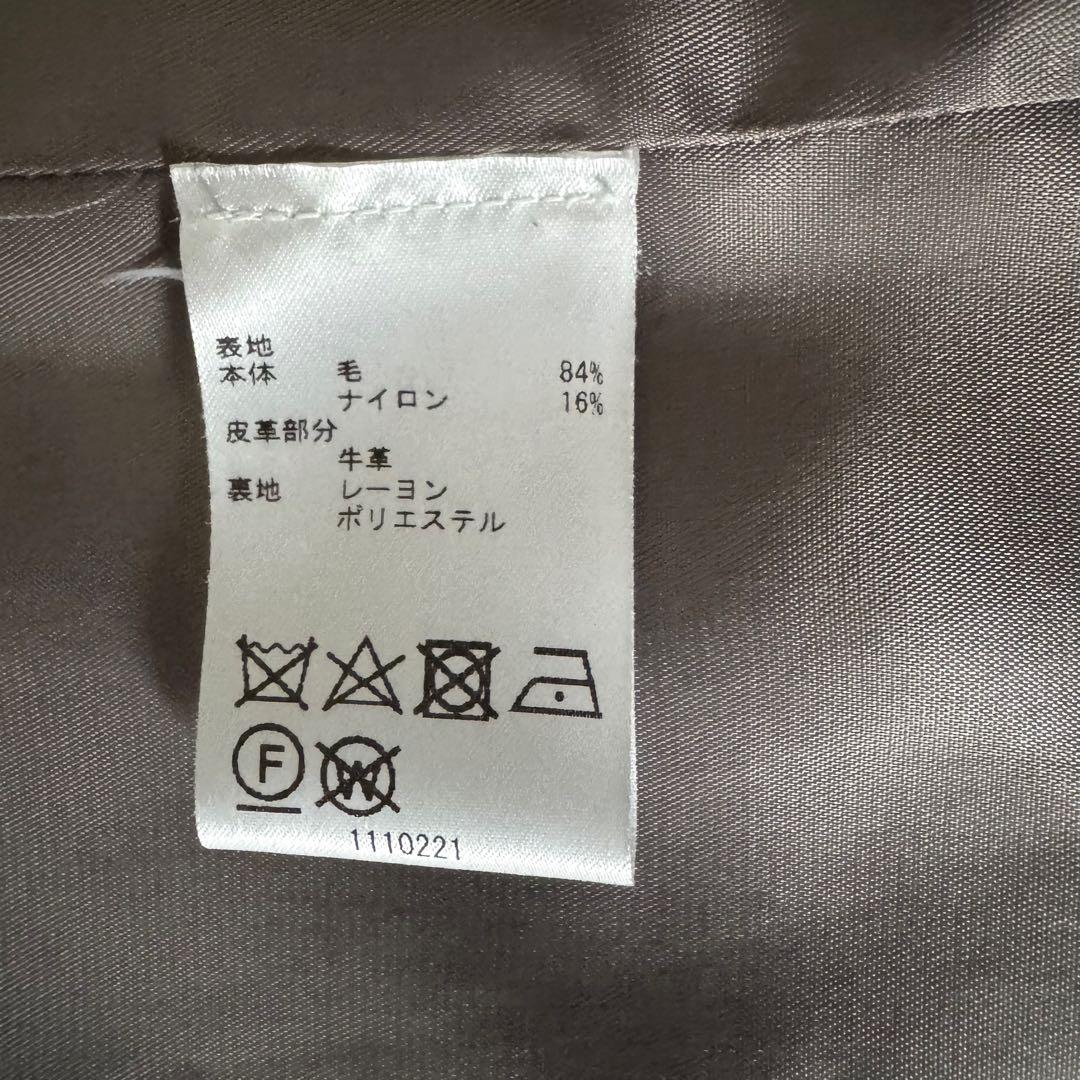 表地
本体 毛 84%
ナイロン 16%
皮革部分
牛革
裏地 レーヨン
ポリエステル
F W
1110221